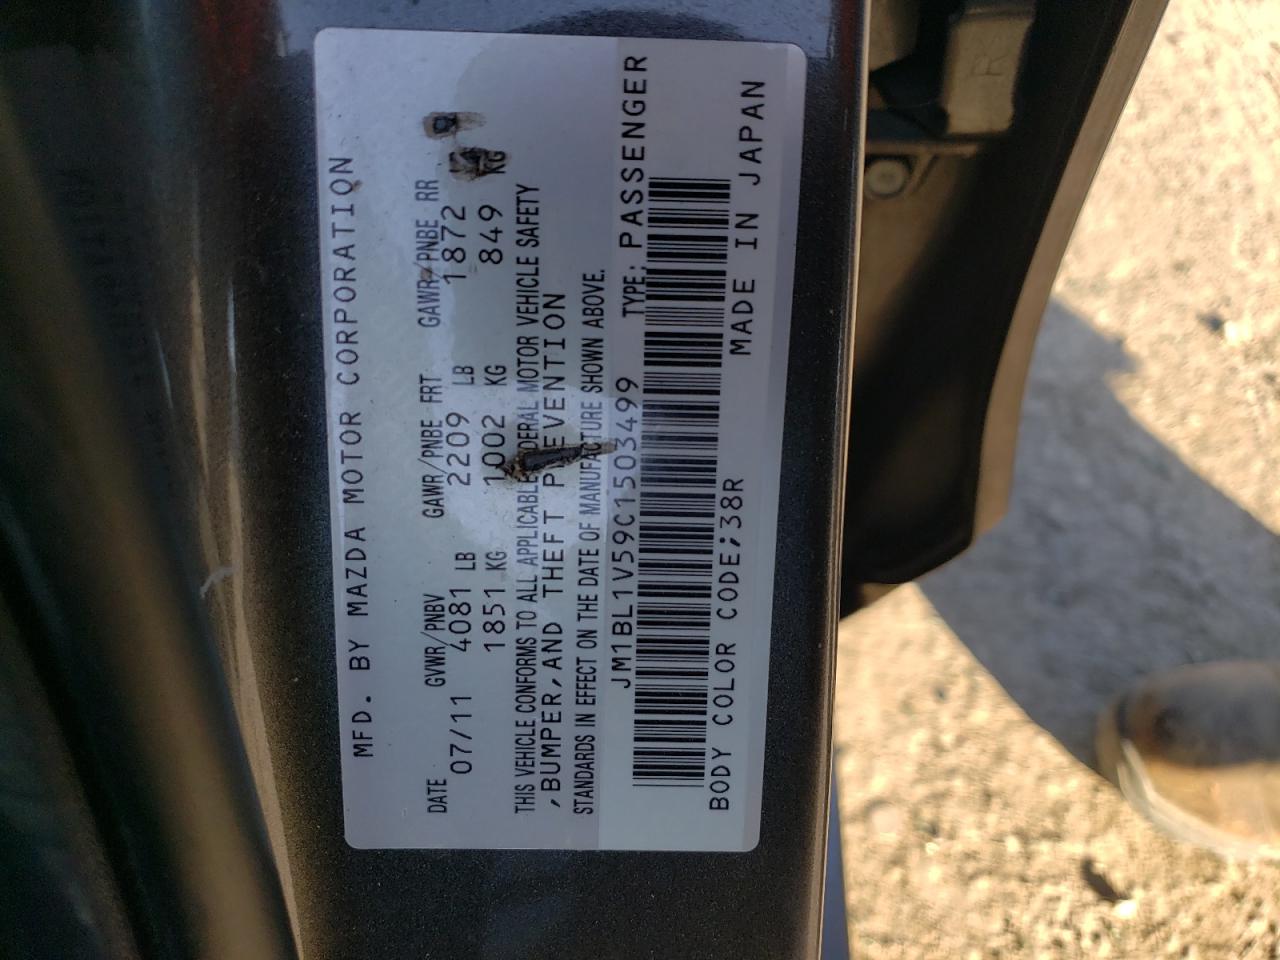 MFD. BY MAZDA MOTOR CORPORATION
DATE GVWR/PNBV GAWR/PNBE FRT GAWR/PNBE RR
07/11 4081 LB 2209 LB 1872
1851 KG 1002 KG 849 KG
THIS VEHICLE CONFORMS TO ALL APPLICABLE FEDERAL MOTOR VEHICLE SAFETY
,BUMPER,AND THEFT PREVENTION
STANDARDS IN EFFECT ON THE DATE OF MANUFACTURE SHOWN ABOVE.
JM1BL1V59C1503499 TYPE: PASSENGER
BODY COLOR CODE;38R MADE IN JAPAN
R